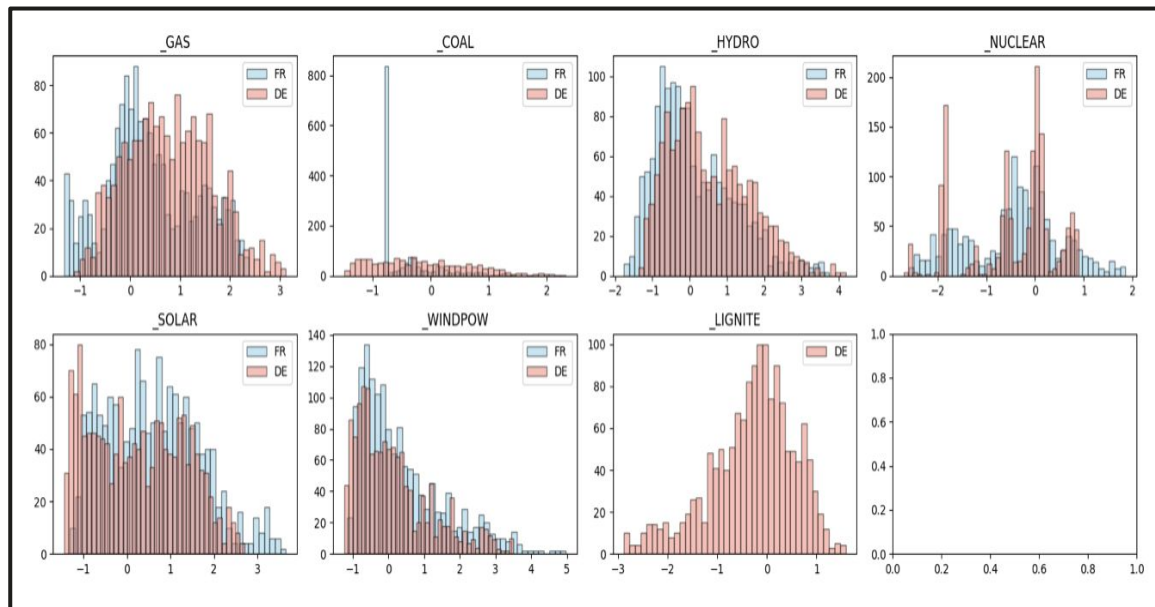 _GAS
FR
DE
80
60
40
20
0
−1 0 1 2 3
_COAL
FR
DE
800
600
400
200
0
−1 0 1 2
_HYDRO
FR
DE
100
80
60
40
20
0
−2 −1 0 1 2 3 4
_NUCLEAR
FR
DE
200
150
100
50
0
−2 −1 0 1 2
_SOLAR
FR
DE
80
60
40
20
0
−1 0 1 2 3
_WINDPOW
FR
DE
140
120
100
80
60
40
20
0
−1 0 1 2 3 4 5
_LIGNITE
DE
100
80
60
40
20
0
−3 −2 −1 0 1
1.0
0.8
0.6
0.4
0.2
0.0
0.0 0.2 0.4 0.6 0.8 1.0